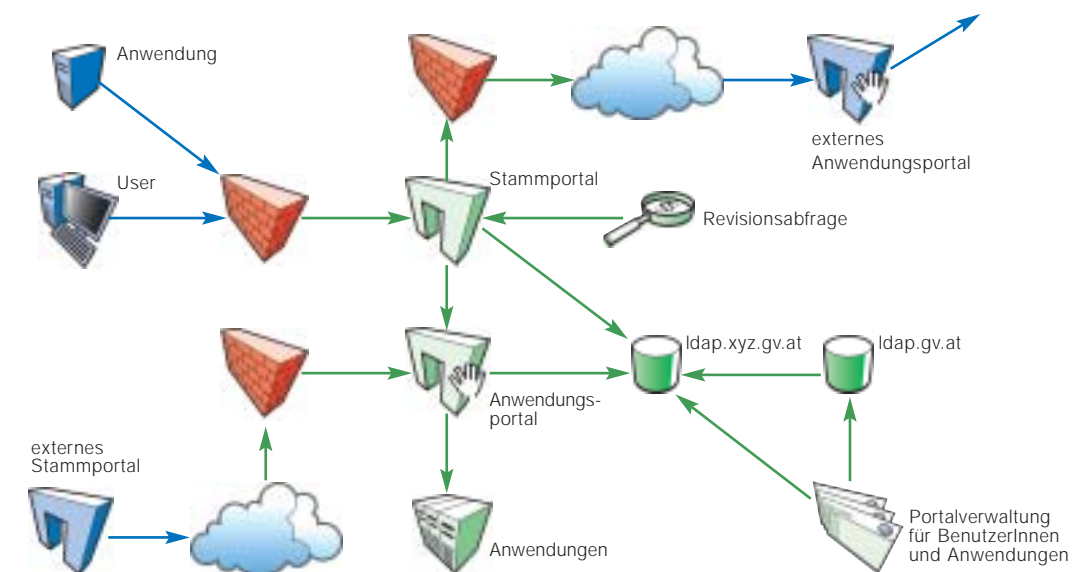 Anwendung
externes
Anwendungsportal
User
Stammportal
Revisionsabfrage
ldap.xyz.gv.at
ldap.gv.at
Anwendungs-
portal
externes
Stammportal
Anwendungen
Portalverwaltung
für BenutzerInnen
und Anwendungen